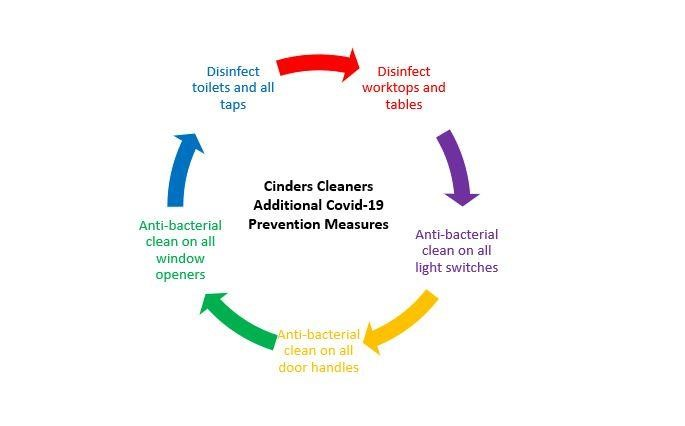 Disinfect
toilets and all
taps
Disinfect
worktops and
tables
Cinders Cleaners
Additional Covid-19
Prevention Measures
Anti-bacterial
clean on all
light switches
Anti-bacterial
clean on all
door handles
Anti-bacterial
clean on all
window
openers